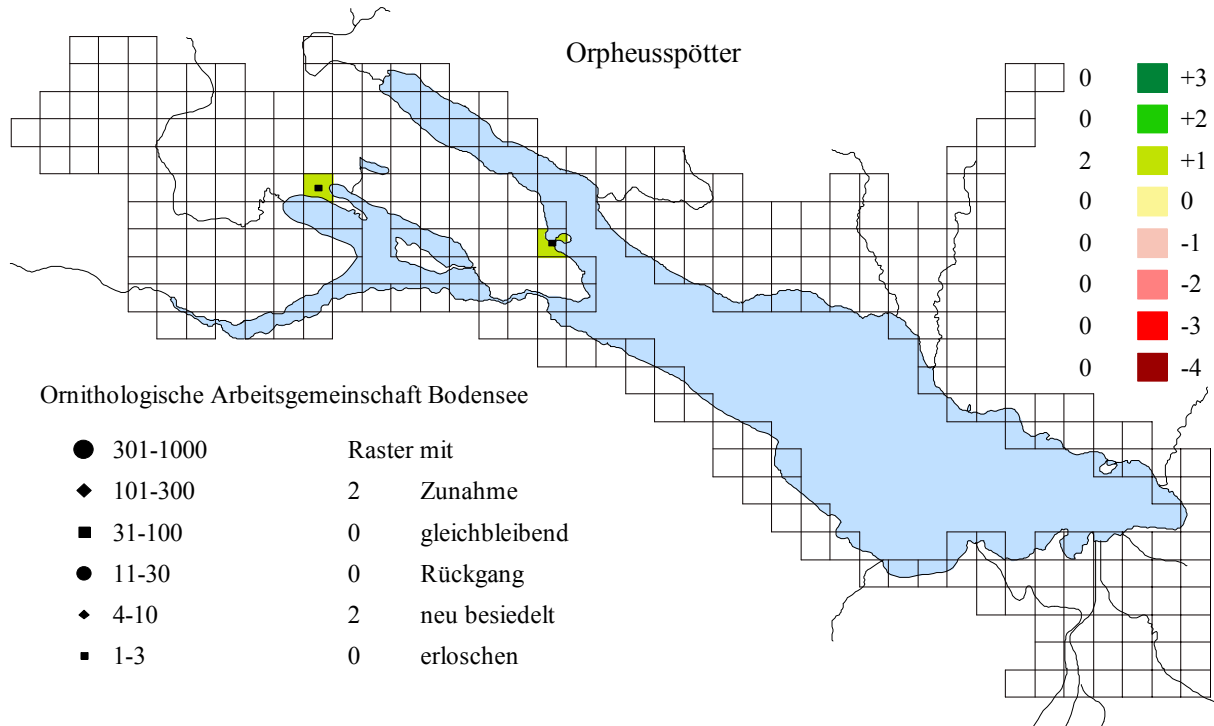 Orpheusspötter
0 +3
0 +2
2 +1
0 0
0 -1
0 -2
0 -3
0 -4
Ornithologische Arbeitsgemeinschaft Bodensee
301-1000 Raster mit
101-300 2 Zunahme
31-100 0 gleichbleibend
11-30 0 Rückgang
4-10 2 neu besiedelt
1-3 0 erloschen